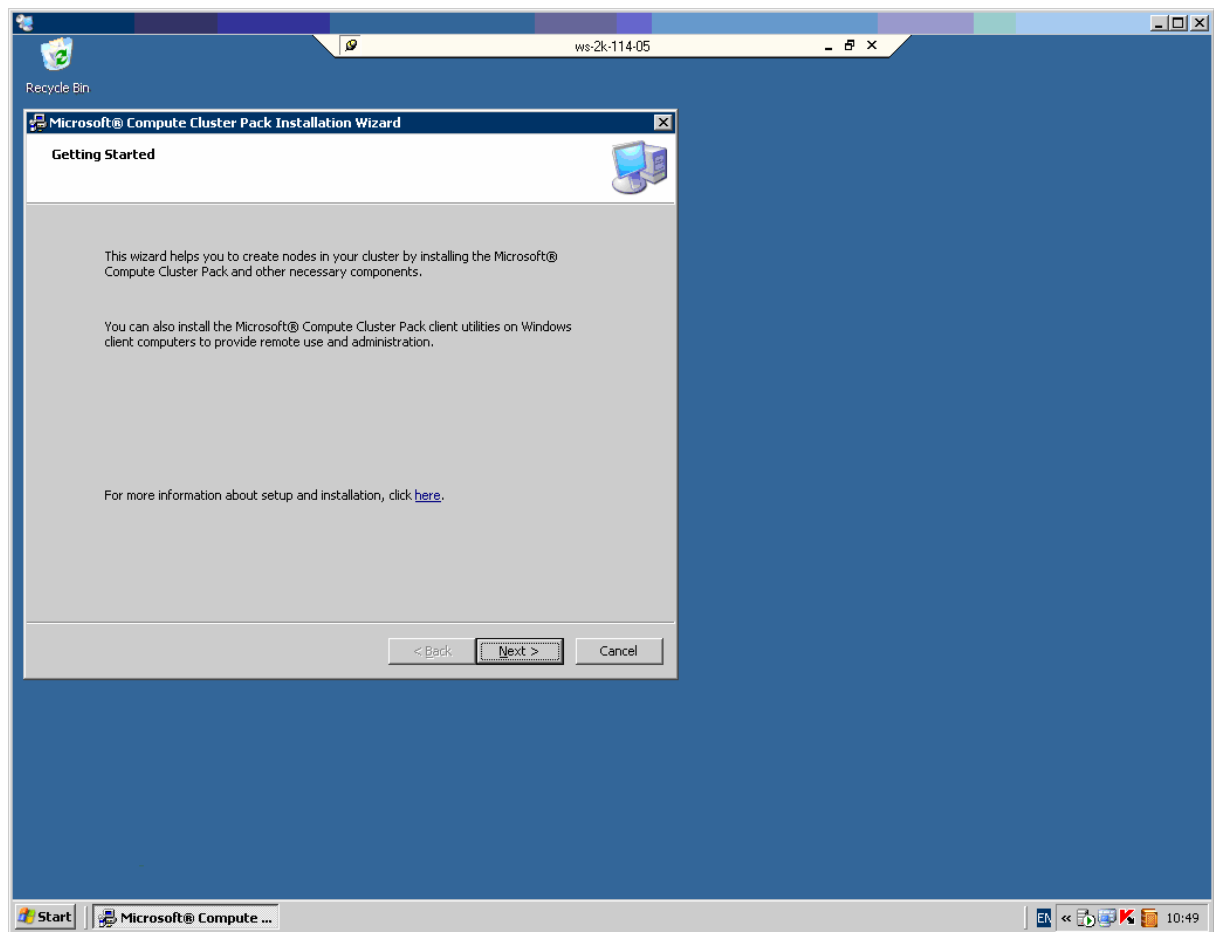 ws-2k-114-05
Recycle Bin
Microsoft® Compute Cluster Pack Installation Wizard
Getting Started
This wizard helps you to create nodes in your cluster by installing the Microsoft®
Compute Cluster Pack and other necessary components.
You can also install the Microsoft® Compute Cluster Pack client utilities on Windows
client computers to provide remote use and administration.
For more information about setup and installation, click here.
< Back Next > Cancel
Start Microsoft® Compute ... EN « 10:49